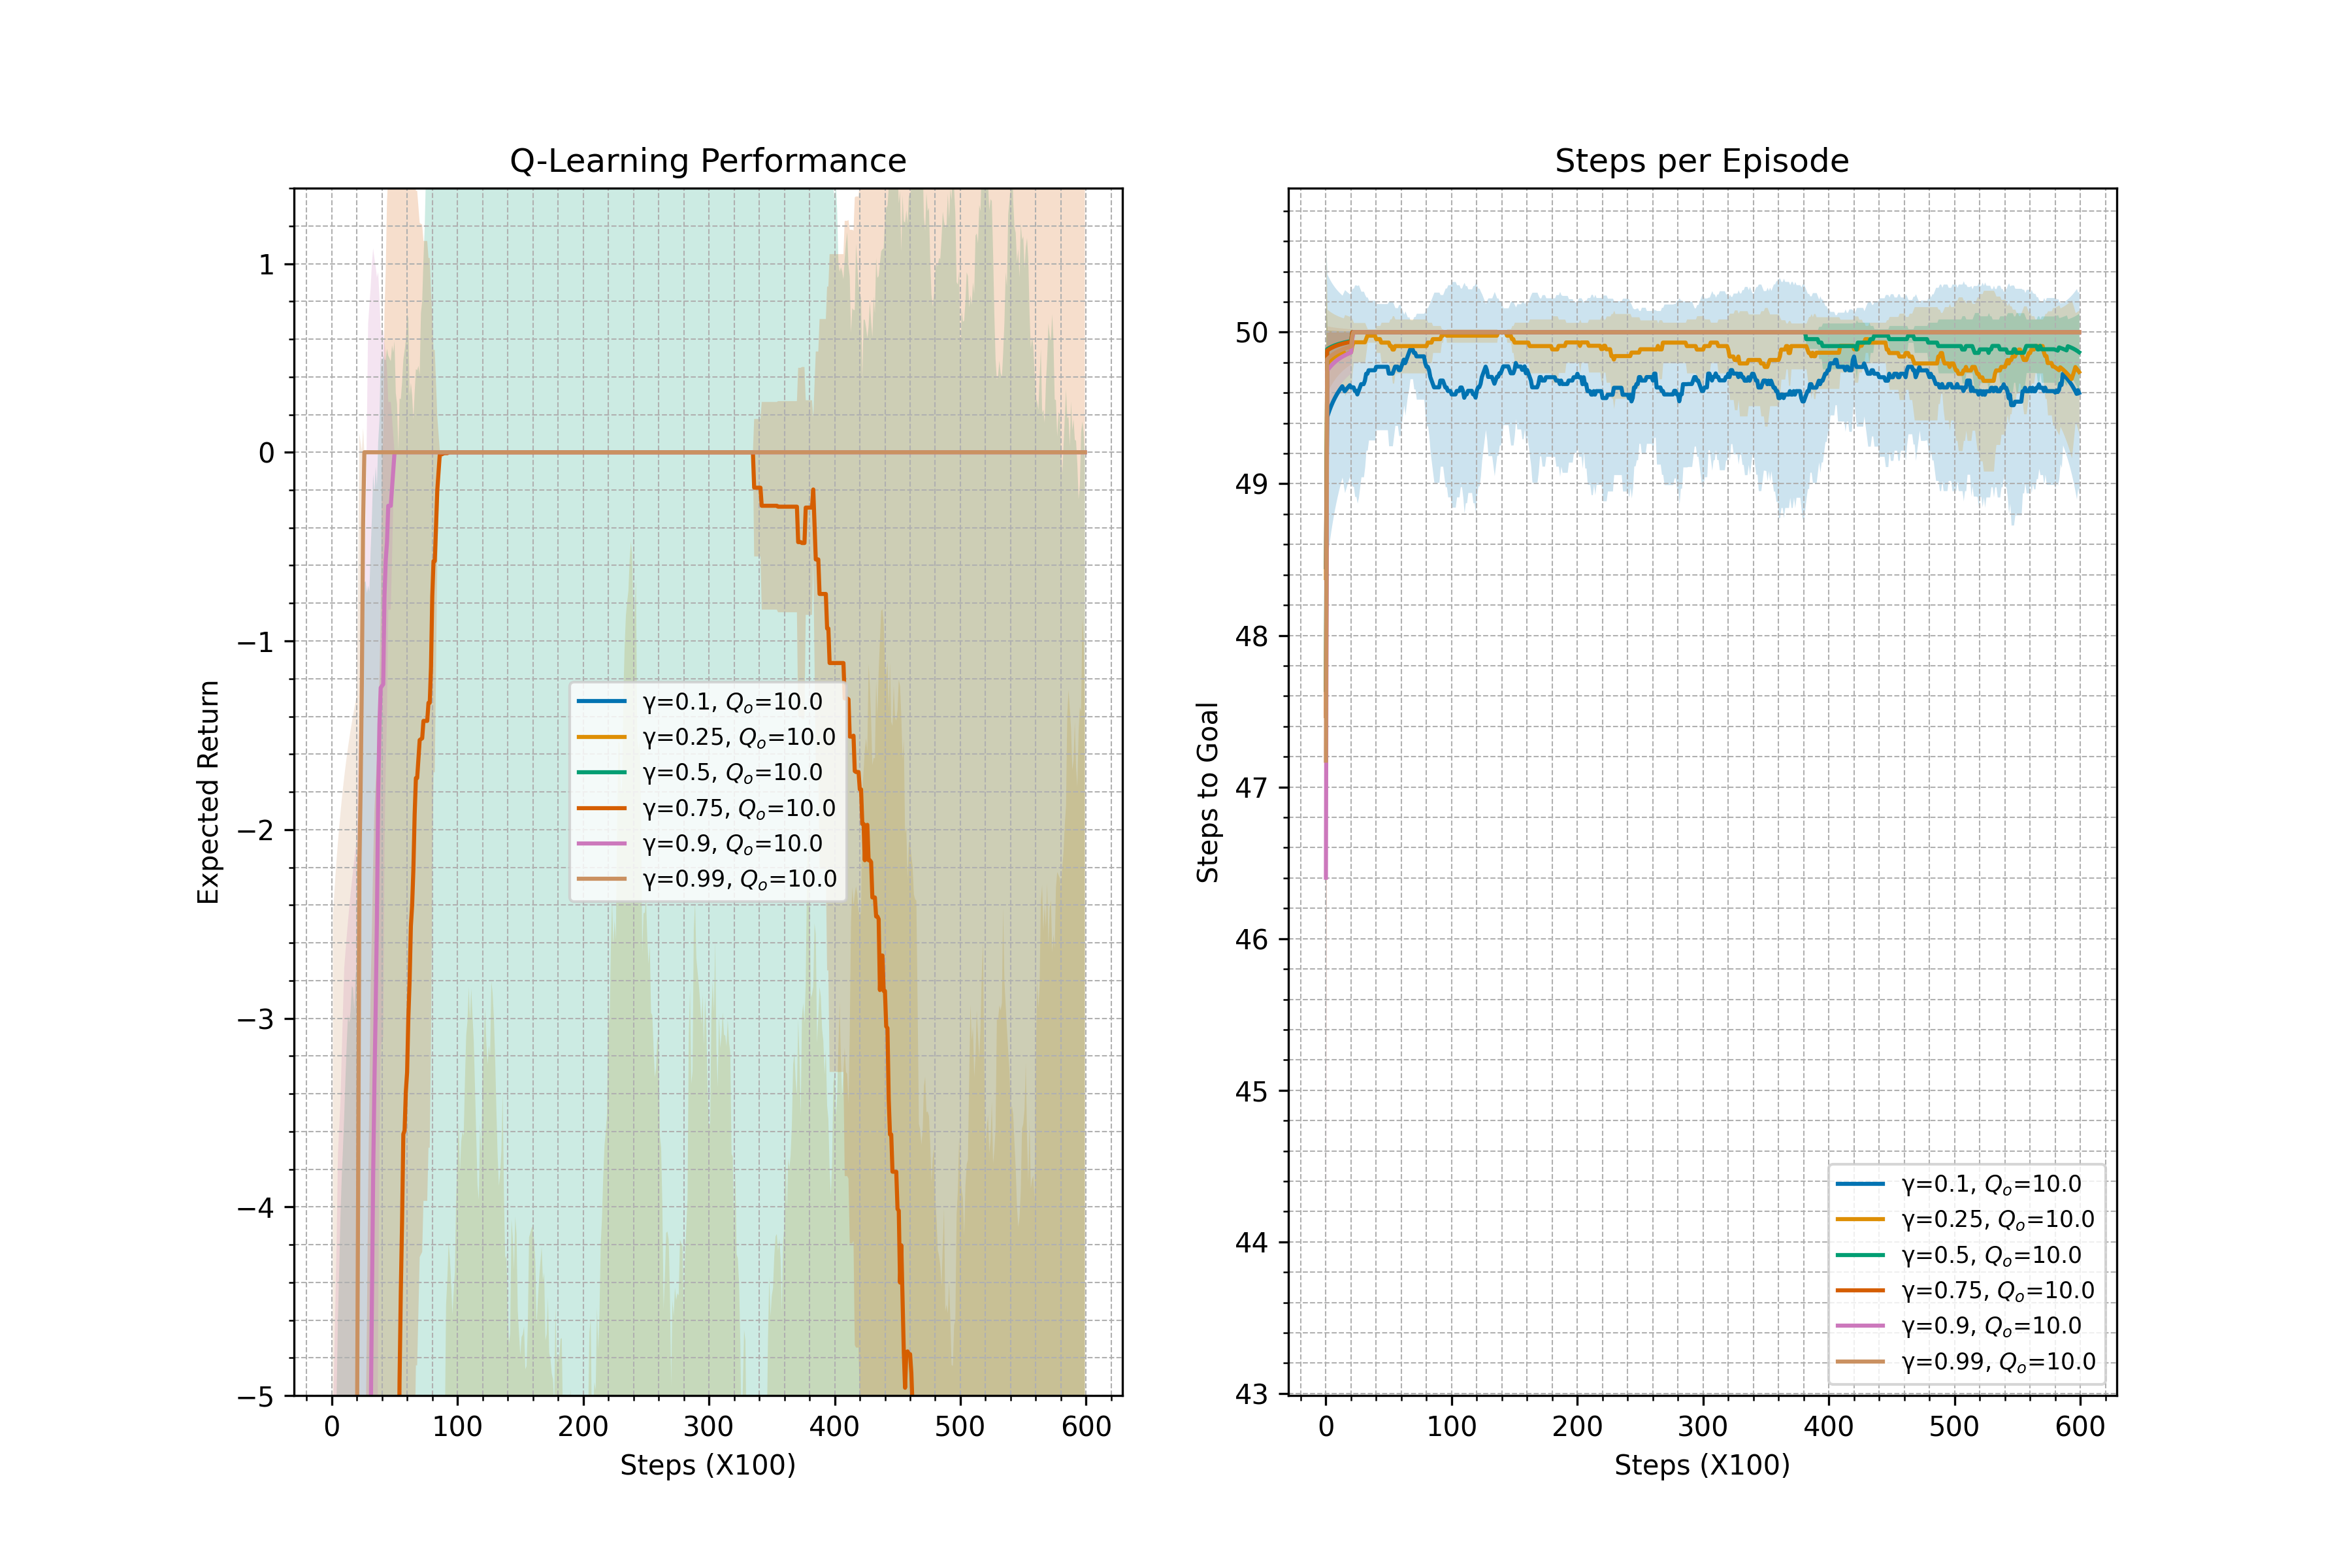 Q-Learning Performance
Expected Return
1
0
−1
−2
−3
−4
−5
γ=0.1, Qₒ=10.0
γ=0.25, Qₒ=10.0
γ=0.5, Qₒ=10.0
γ=0.75, Qₒ=10.0
γ=0.9, Qₒ=10.0
γ=0.99, Qₒ=10.0
0 100 200 300 400 500 600
Steps (X100)
Steps per Episode
Steps to Goal
50
49
48
47
46
45
44
43
γ=0.1, Qₒ=10.0
γ=0.25, Qₒ=10.0
γ=0.5, Qₒ=10.0
γ=0.75, Qₒ=10.0
γ=0.9, Qₒ=10.0
γ=0.99, Qₒ=10.0
0 100 200 300 400 500 600
Steps (X100)